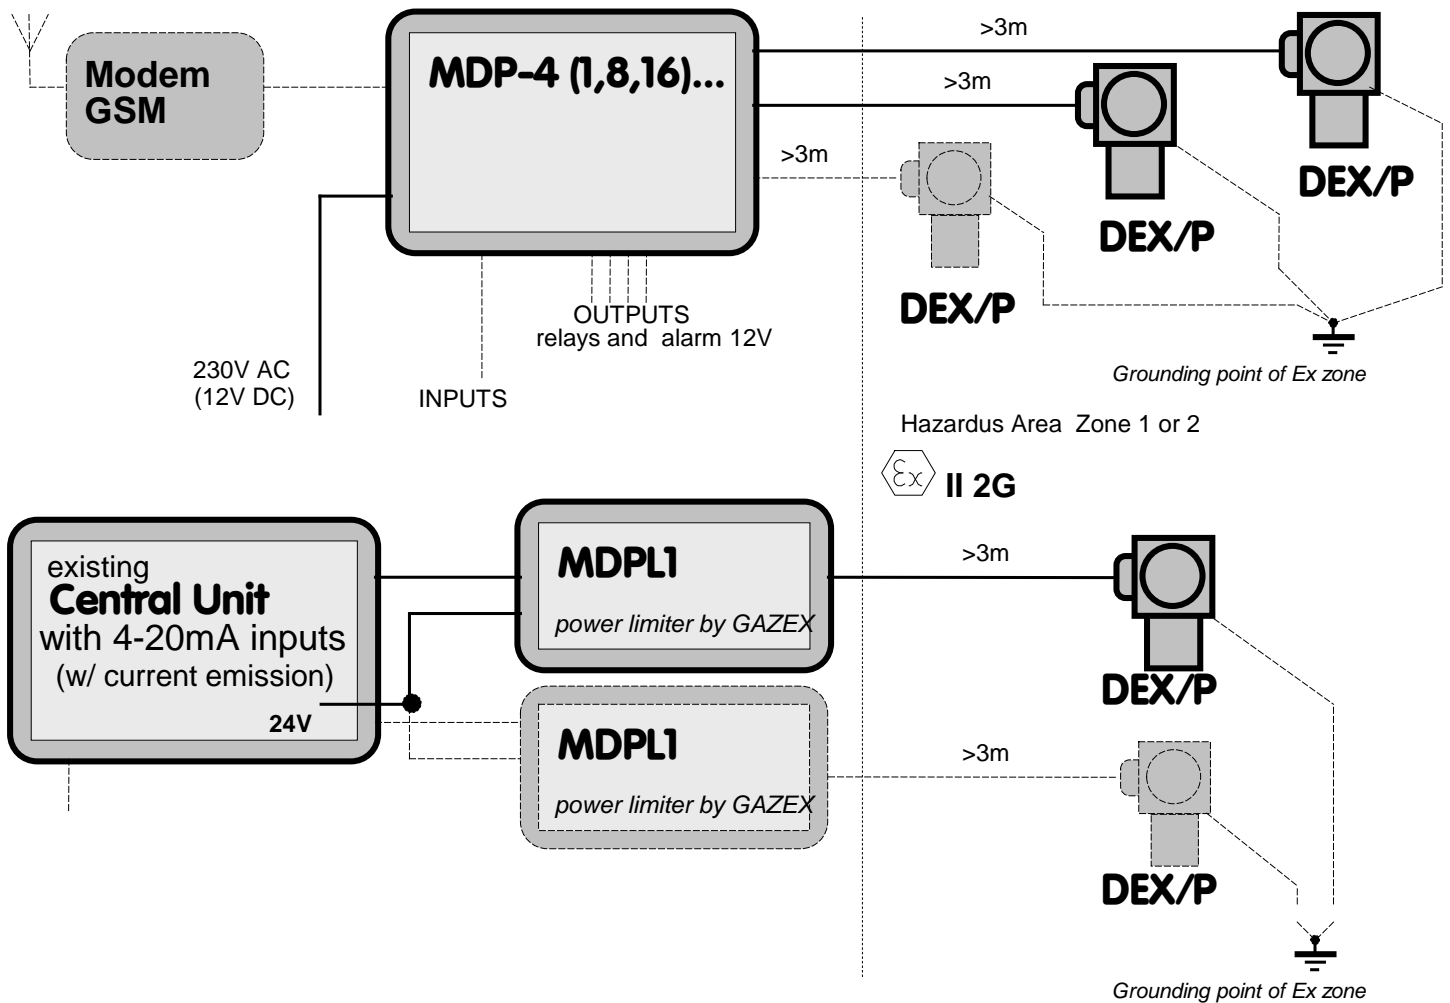 Modem
GSM
MDP-4 (1,8,16)...
>3m
>3m
>3m
DEX/P
DEX/P
DEX/P
OUTPUTS
relays and alarm 12V
230V AC
(12V DC)
INPUTS
Grounding point of Ex zone
Hazardus Area Zone 1 or 2
Ex II 2G
existing
Central Unit
with 4-20mA inputs
(w/ current emission)
24V
MDPL1
power limiter by GAZEX
>3m
DEX/P
MDPL1
power limiter by GAZEX
>3m
DEX/P
Grounding point of Ex zone